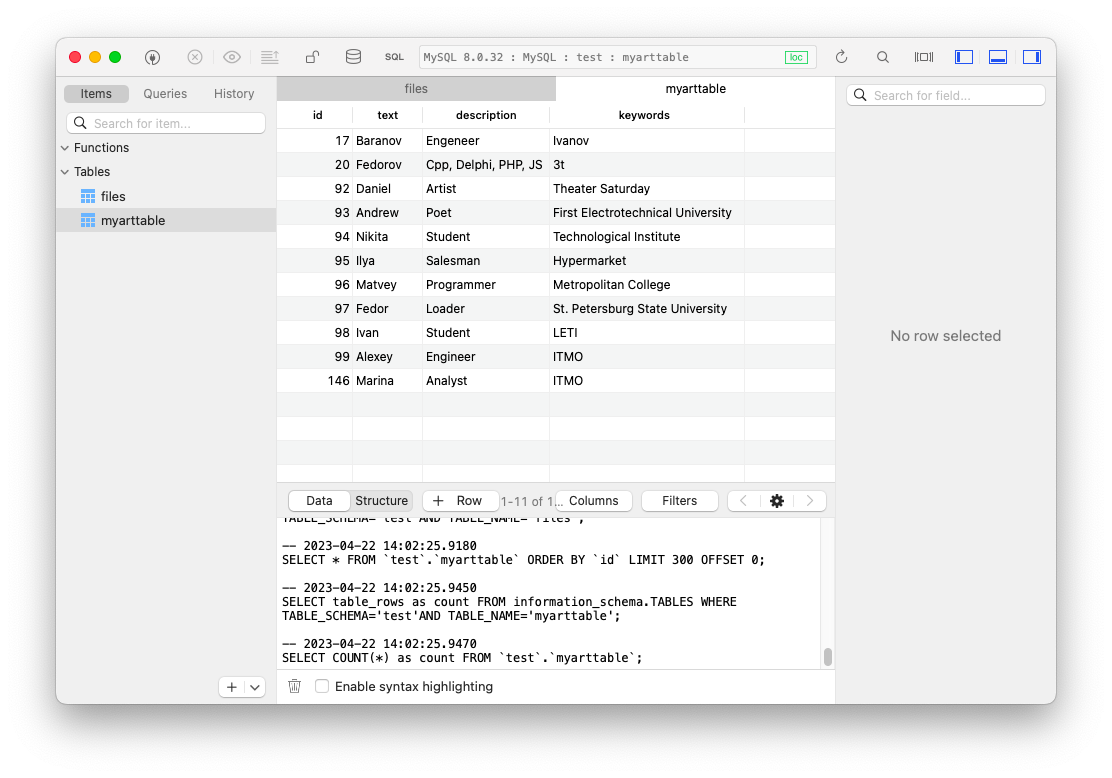 SQL
MySQL 8.0.32 : MySQL : test : myarttable
loc
Items Queries History
Search for item...
Functions
Tables
files
myarttable
files myarttable
id text description keywords
17 Baranov Engeneer Ivanov
20 Fedorov Cpp, Delphi, PHP, JS 3t
92 Daniel Artist Theater Saturday
93 Andrew Poet First Electrotechnical University
94 Nikita Student Technological Institute
95 Ilya Salesman Hypermarket
96 Matvey Programmer Metropolitan College
97 Fedor Loader St. Petersburg State University
98 Ivan Student LETI
99 Alexey Engineer ITMO
146 Marina Analyst ITMO
Data Structure + Row 1-11 of 1... Columns Filters
TABLE_SCHEMA='test'AND TABLE_NAME='files';
-- 2023-04-22 14:02:25.9180
SELECT * FROM `test`.`myarttable` ORDER BY `id` LIMIT 300 OFFSET 0;
-- 2023-04-22 14:02:25.9450
SELECT table_rows as count FROM information_schema.TABLES WHERE
TABLE_SCHEMA='test'AND TABLE_NAME='myarttable';
-- 2023-04-22 14:02:25.9470
SELECT COUNT(*) as count FROM `test`.`myarttable`;
Enable syntax highlighting
Search for field...
No row selected